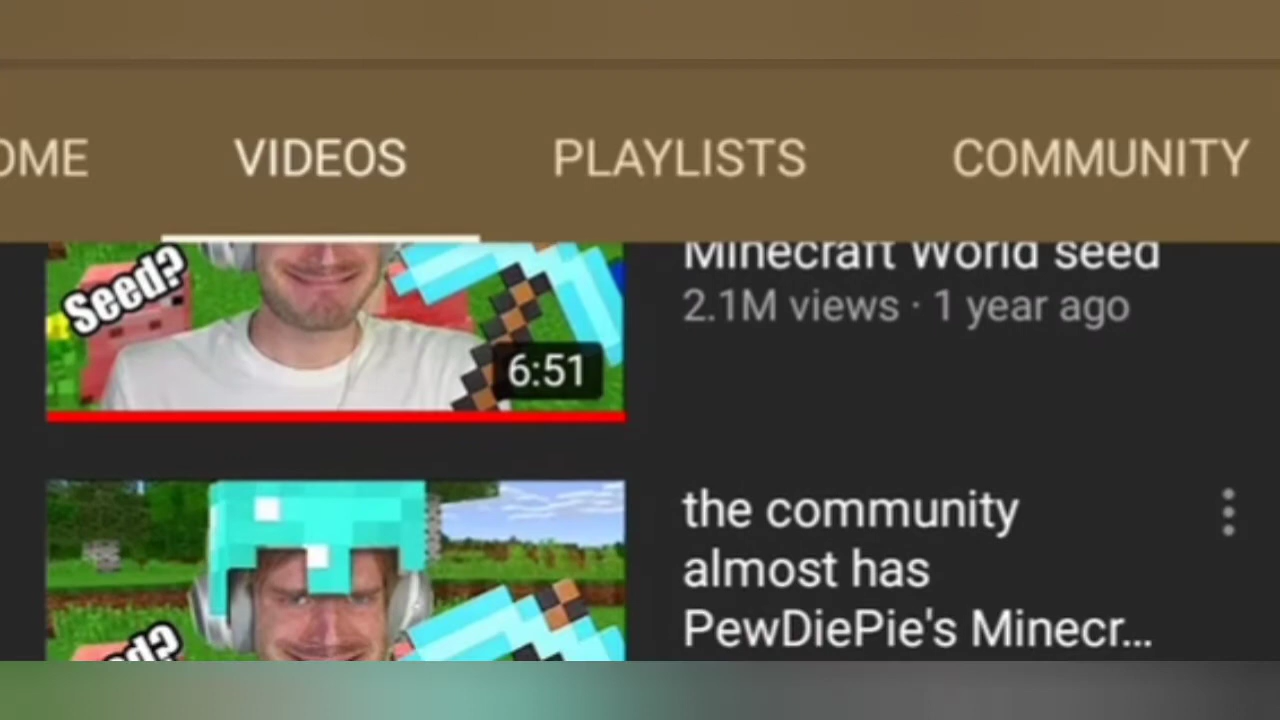 OME VIDEOS PLAYLISTS COMMUNITY
Seed?
6:51
Minecraft World seed
2.1M views · 1 year ago
ed?
the community
almost has
PewDiePie's Minecr...